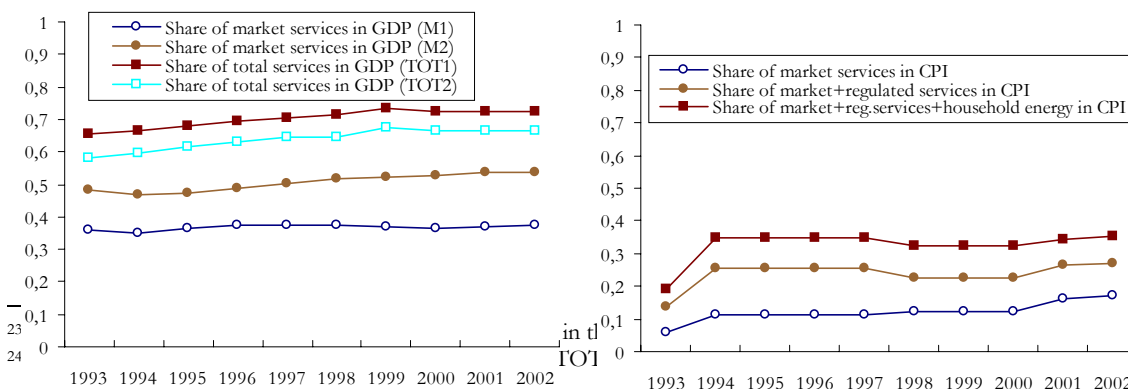 Share of market services in GDP (M1)
Share of market services in GDP (M2)
Share of total services in GDP (TOT1)
Share of total services in GDP (TOT2)
1
0,9
0,8
0,7
0,6
0,5
0,4
0,3
0,2
0,1
0
1993 1994 1995 1996 1997 1998 1999 2000 2001 2002
23
24
in th
TOT
Share of market services in CPI
Share of market+regulated services in CPI
Share of market+reg.services+household energy in CPI
1
0,9
0,8
0,7
0,6
0,5
0,4
0,3
0,2
0,1
0
1993 1994 1995 1996 1997 1998 1999 2000 2001 2002